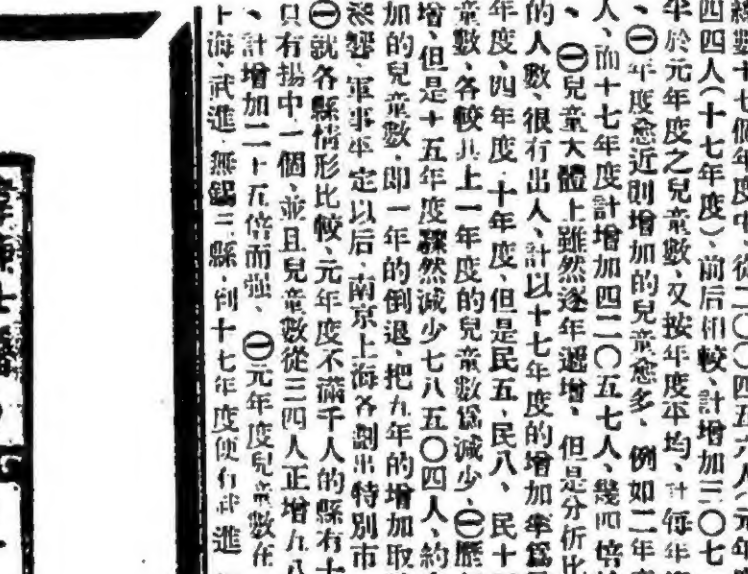 總數十七個年度中、從二〇〇四五六人(元年度
四四人(十七年度)、前后相較、計增加三〇七
年於元年度之兒童數、又按年度平均、計每年
、㊀年度愈近則增加的兒童愈多、例如二年度
人、而十七年度計增加四二〇五七人、幾四倍
、㊀兒童大體上雖然逐年遞增、但是分析比
的人數、很有出入、計以十七年度的增加率爲
年度、四年度、十年度、但是民五、民八、民十
童數、各較其上一年度的兒童數爲減少、㊀歷
增、但是十五年度驟然減少七八五〇四人、約
加的兒童數、即一年的倒退、把九年的增加取
影響、軍事平定以后、南京上海各劃出特別市
㊀就各縣情形比較、元年度不滿千人的縣有十
只有揚中一個、並且兒童數從三四人正增九八
、計增加二十五倍而強、㊀元年度兒童數在
上海、武進、無錫三縣、到十七年度便有武進